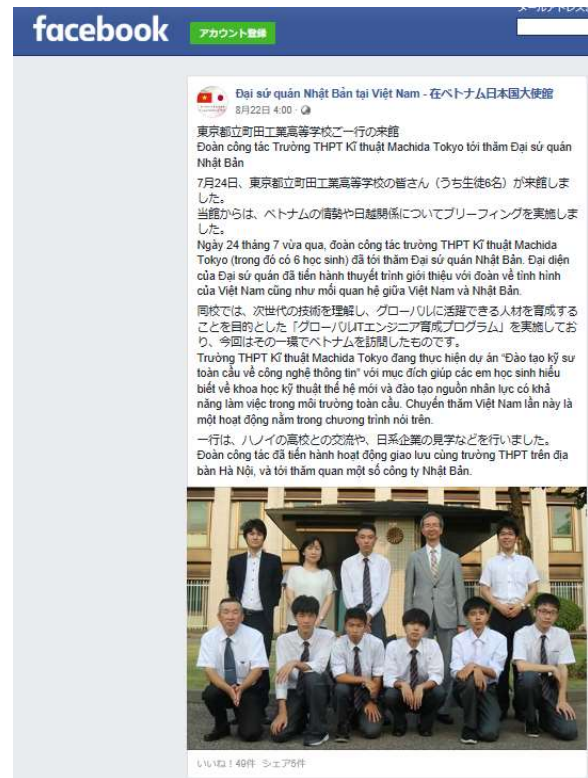 facebook
アカウント登録
メールアドレス
Đại sứ quán Nhật Bản tại Việt Nam - 在ベトナム日本国大使館
8月22日 4:00 ·
東京都立町田工業高等学校ご一行の来館
Đoàn công tác Trường THPT Kĩ thuật Machida Tokyo tới thăm Đại sứ quán
Nhật Bản
7月24日、東京都立町田工業高等学校の皆さん（うち生徒6名）が来館しま
した。
当館からは、ベトナムの情勢や日越関係についてブリーフィングを実施しま
した。
Ngày 24 tháng 7 vừa qua, đoàn công tác trường THPT Kĩ thuật Machida
Tokyo (trong đó có 6 học sinh) đã tới thăm Đại sứ quán Nhật Bản. Đại diện
của Đại sứ quán đã tiến hành thuyết trình giới thiệu với đoàn về tình hình
của Việt Nam cũng như mối quan hệ giữa Việt Nam và Nhật Bản.
同校では、次世代の技術を理解し、グローバルに活躍できる人材を育成する
ことを目的とした「グローバルITエンジニア育成プログラム」を実施してお
り、今回はその一環でベトナムを訪問したものです。
Trường THPT Kĩ thuật Machida Tokyo đang thực hiện dự án "Đào tạo kỹ sư
toàn cầu về công nghệ thông tin" với mục đích giúp các em học sinh hiểu
biết về khoa học kỹ thuật thế hệ mới và đào tạo nguồn nhân lực có khả
năng làm việc trong môi trường toàn cầu. Chuyến thăm Việt Nam lần này là
một hoạt động nằm trong chương trình nói trên.
一行は、ハノイの高校との交流や、日系企業の見学などを行いました。
Đoàn công tác đã tiến hành hoạt động giao lưu cùng trường THPT trên địa
bàn Hà Nội, và tới thăm quan một số công ty Nhật Bản.
いいね！49件 シェア5件